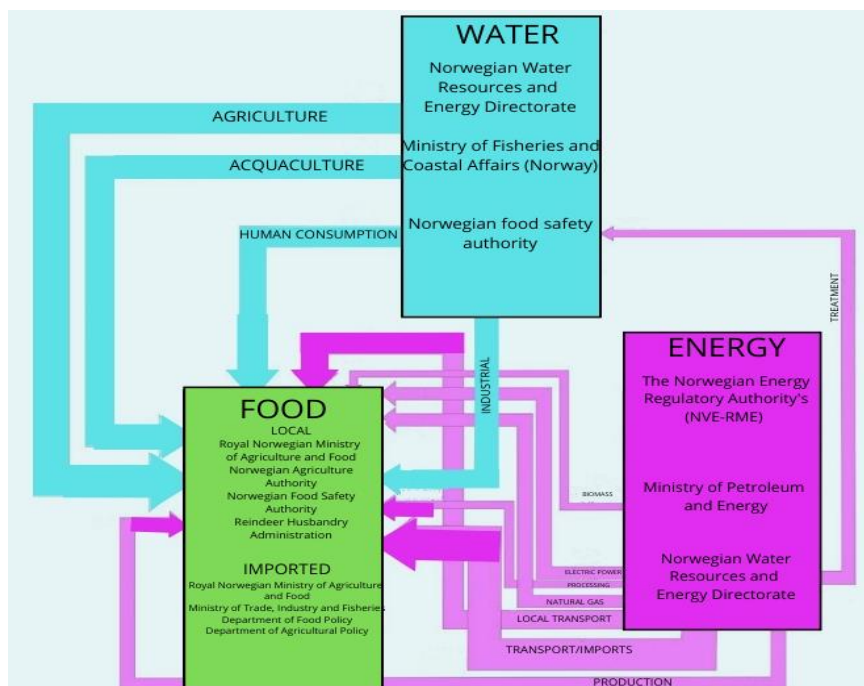 WATER
Norwegian Water
Resources and
Energy Directorate
Ministry of Fisheries and
Coastal Affairs (Norway)
Norwegian food safety
authority
AGRICULTURE
ACQUACULTURE
HUMAN CONSUMPTION
INDUSTRIAL
TREATMENT
ENERGY
The Norwegian Energy
Regulatory Authority's
(NVE-RME)
Ministry of Petroleum
and Energy
Norwegian Water
Resources and
Energy Directorate
FOOD
LOCAL
Royal Norwegian Ministry
of Agriculture and Food
Norwegian Agriculture
Authority
Norwegian Food Safety
Authority
Reindeer Husbandry
Administration
IMPORTED
Royal Norwegian Ministry of Agriculture
and Food
Ministry of Trade, Industry and Fisheries
Department of Food Policy
Department of Agricultural Policy
BIOMASS
ELECTRIC POWER
PROCESSING
NATURAL GAS
LOCAL TRANSPORT
TRANSPORT/IMPORTS
PRODUCTION